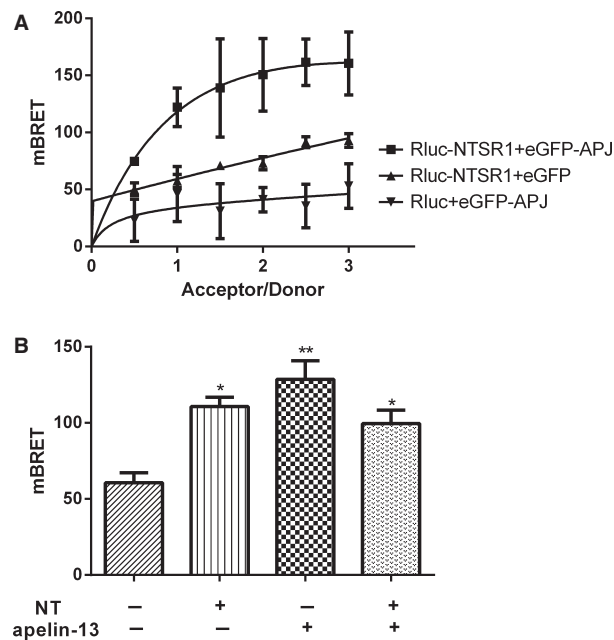 A
200
150
100
50
0
mBRET
0 1 2 3
Acceptor/Donor
Rluc-NTSR1+eGFP-APJ
Rluc-NTSR1+eGFP
Rluc+eGFP-APJ
B
150
100
50
0
mBRET
*
**
*
NT − + − +
apelin-13 − − + +